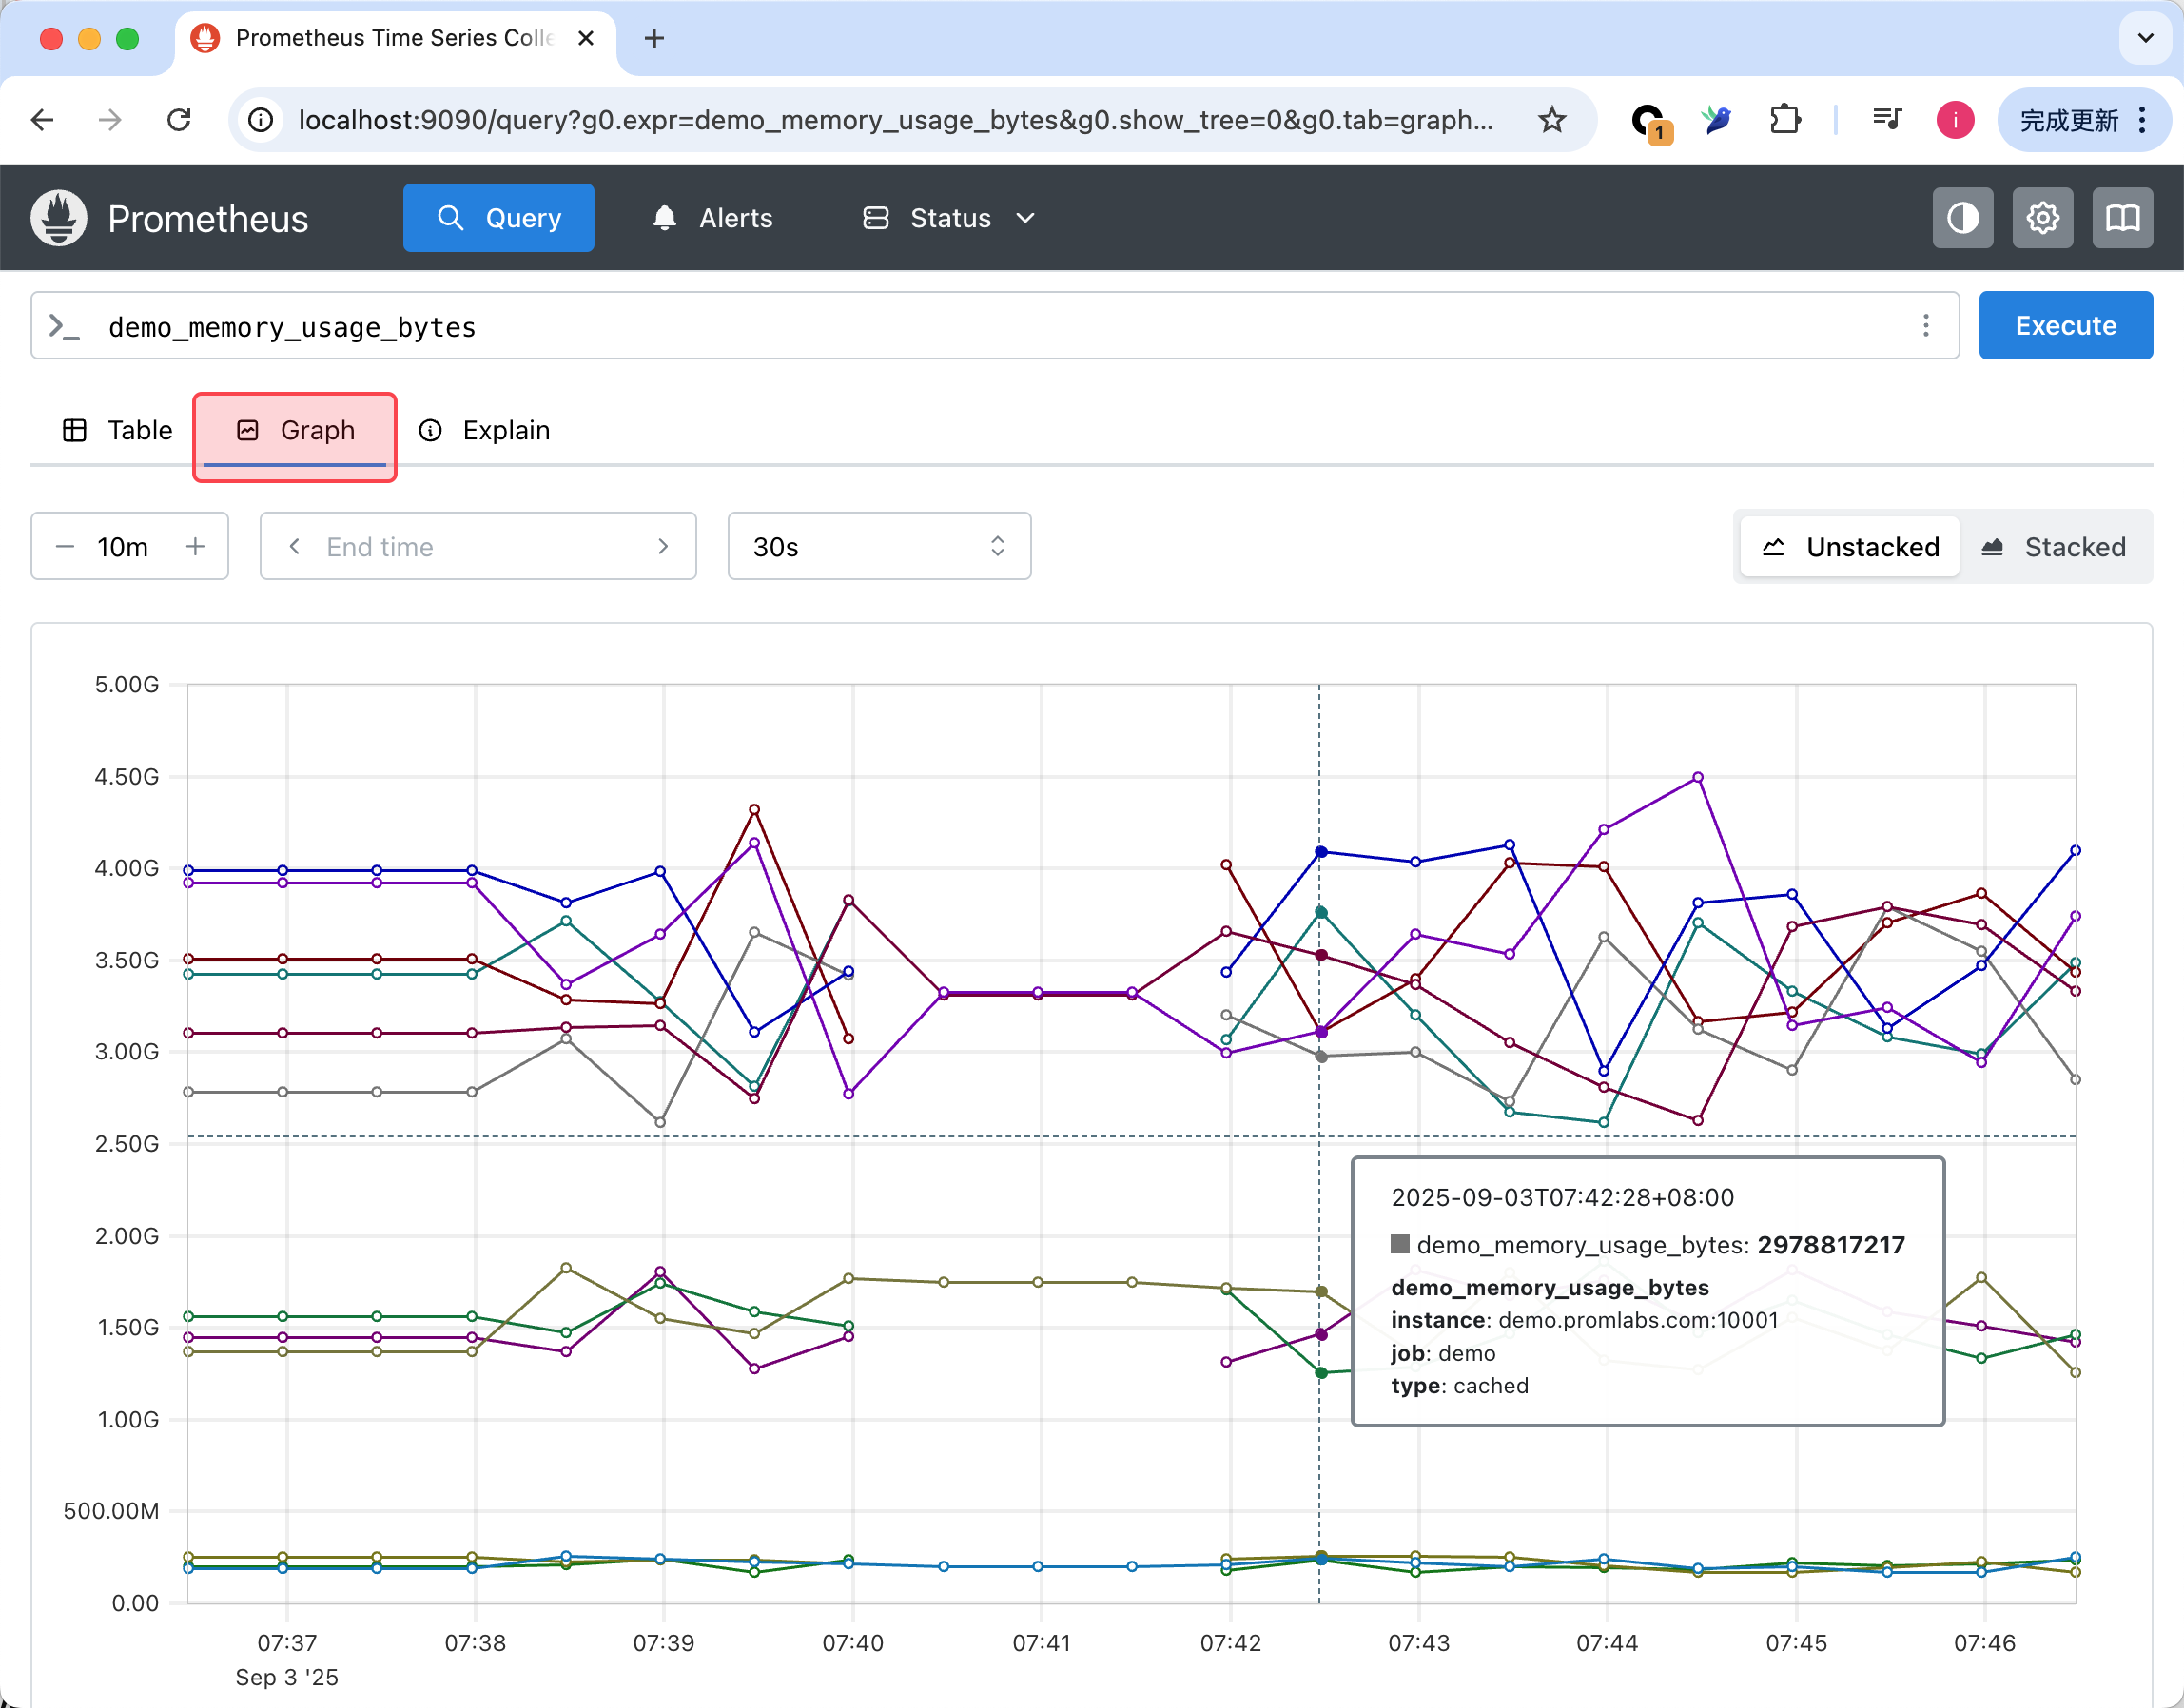 Prometheus Time Series Colle
localhost:9090/query?g0.expr=demo_memory_usage_bytes&g0.show_tree=0&g0.tab=graph...
1
i
完成更新
Prometheus
Query
Alerts
Status
demo_memory_usage_bytes
Execute
Table
Graph
Explain
10m
End time
30s
Unstacked
Stacked
5.00G
4.50G
4.00G
3.50G
3.00G
2.50G
2.00G
1.50G
1.00G
500.00M
0.00
2025-09-03T07:42:28+08:00
demo_memory_usage_bytes: 2978817217
demo_memory_usage_bytes
instance: demo.promlabs.com:10001
job: demo
type: cached
07:37 07:38 07:39 07:40 07:41 07:42 07:43 07:44 07:45 07:46
Sep 3 '25